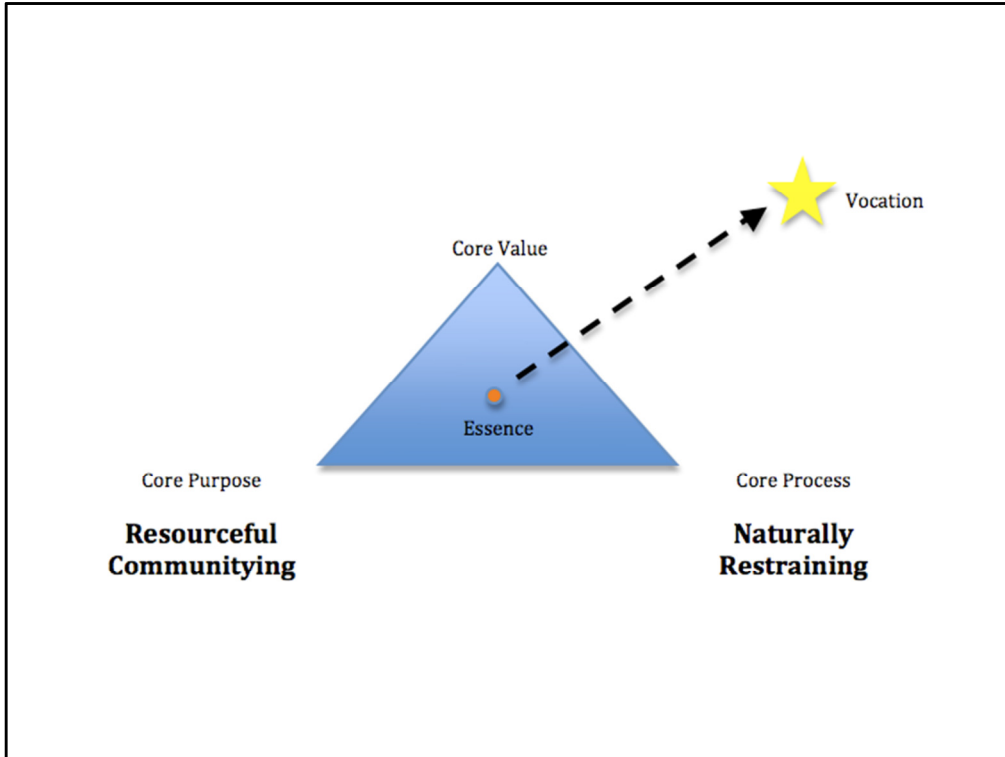 Vocation
Core Value
Essence
Core Purpose
Core Process
Resourceful
Communitying
Naturally
Restraining